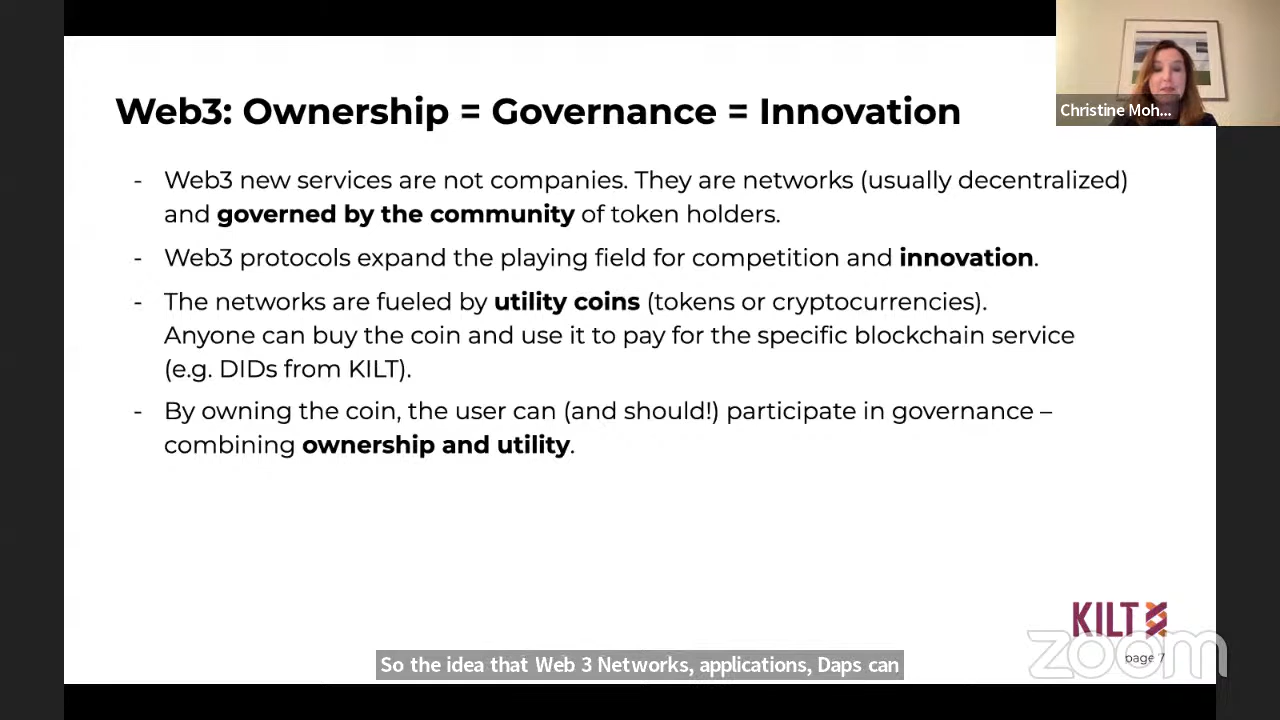 Web3: Ownership = Governance = Innovation
Christine Moh...
- Web3 new services are not companies. They are networks (usually decentralized)
and governed by the community of token holders.
- Web3 protocols expand the playing field for competition and innovation.
- The networks are fueled by utility coins (tokens or cryptocurrencies).
Anyone can buy the coin and use it to pay for the specific blockchain service
(e.g. DIDs from KILT).
- By owning the coin, the user can (and should!) participate in governance –
combining ownership and utility.
KILT
zoom
page 7
So the idea that Web 3 Networks, applications, Daps can